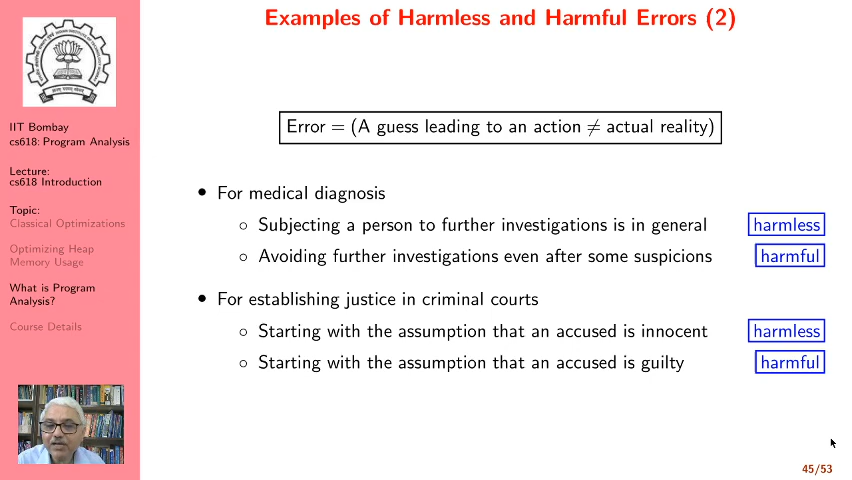 Examples of Harmless and Harmful Errors (2)
IIT Bombay
cs618: Program Analysis
Lecture:
cs618 Introduction
Topic:
Classical Optimizations
Optimizing Heap
Memory Usage
What is Program
Analysis?
Course Details
Error = (A guess leading to an action ≠ actual reality)
• For medical diagnosis
◦ Subjecting a person to further investigations is in general harmless
◦ Avoiding further investigations even after some suspicions harmful
• For establishing justice in criminal courts
◦ Starting with the assumption that an accused is innocent harmless
◦ Starting with the assumption that an accused is guilty harmful
45/53